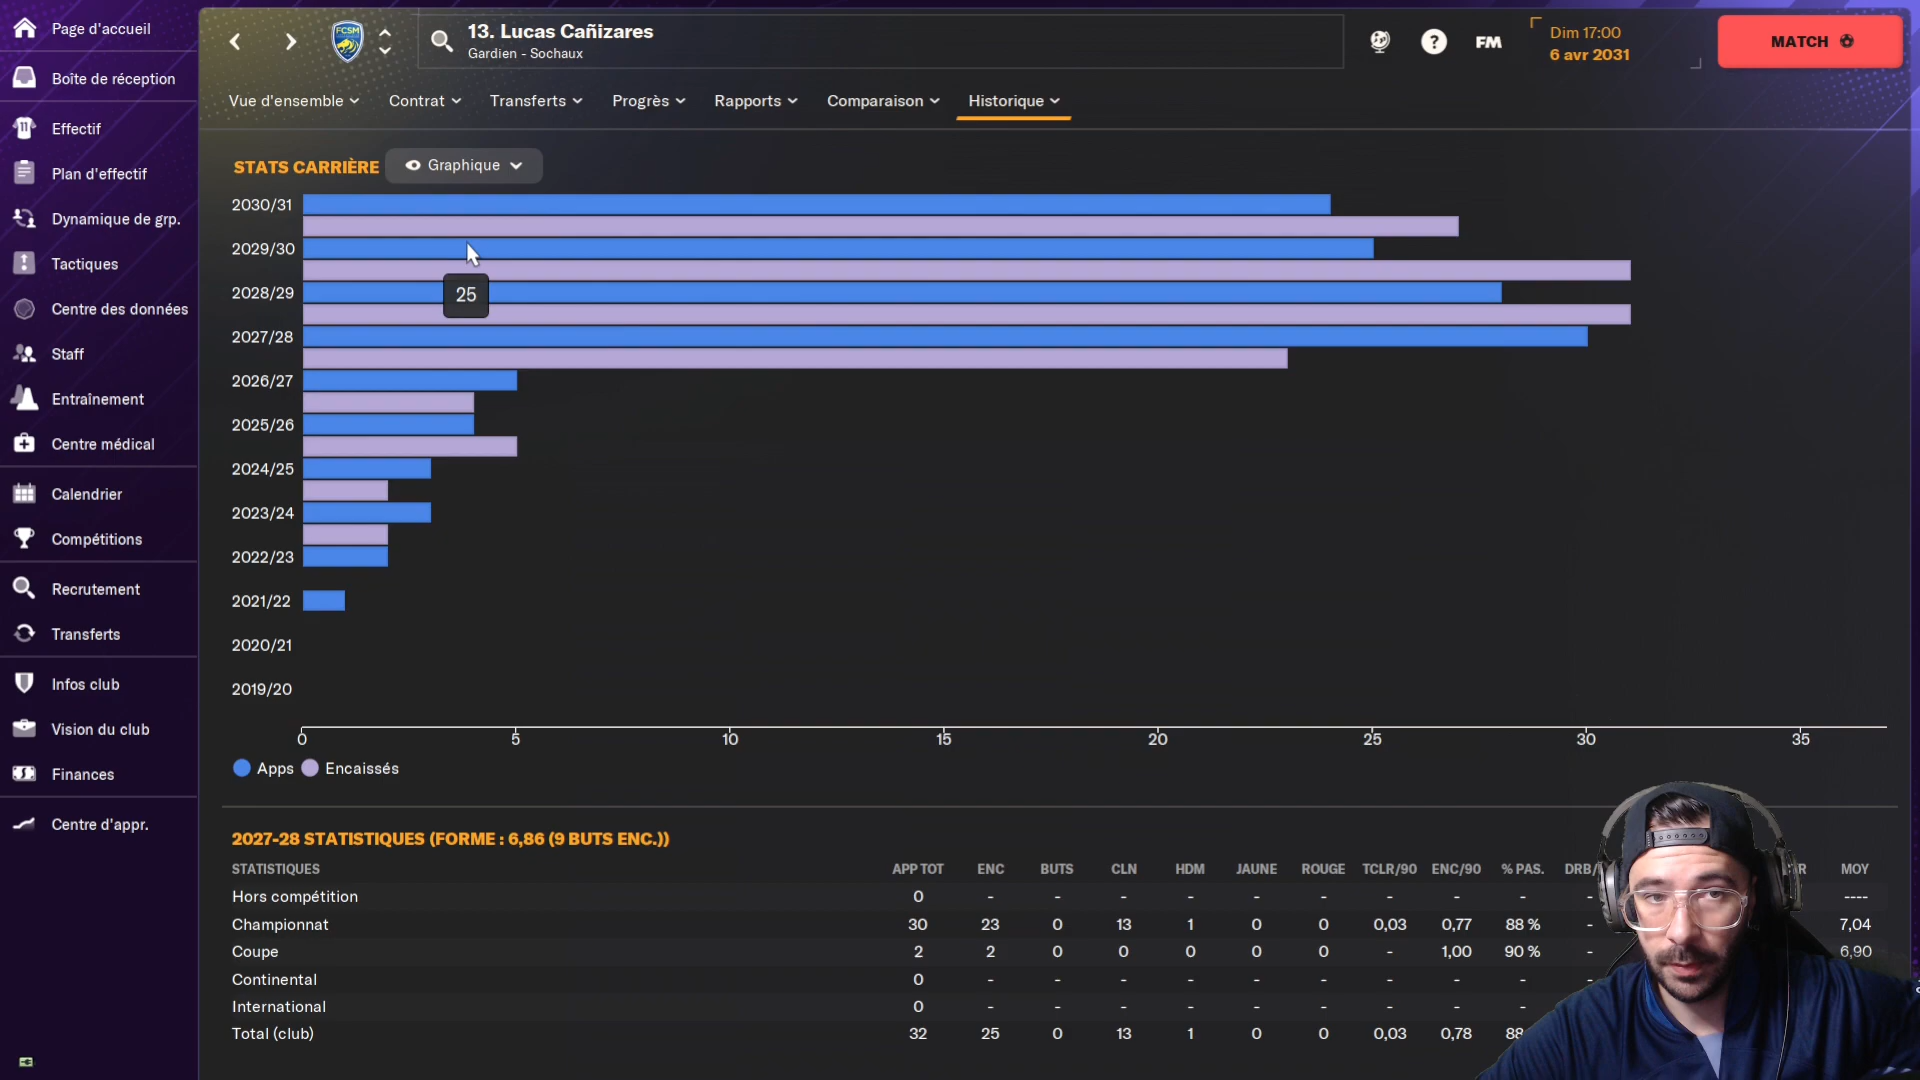 Page d'accueil
Boîte de réception
Effectif
Plan d'effectif
Dynamique de grp.
Tactiques
Centre des données
Staff
Entraînement
Centre médical
Calendrier
Compétitions
Recrutement
Transferts
Infos club
Vision du club
Finances
Centre d'appr.
FCSM
13. Lucas Cañizares
Gardien - Sochaux
?
FM
Dim 17:00
6 avr 2031
MATCH
Vue d'ensemble Contrat Transferts Progrès Rapports Comparaison Historique
STATS CARRIÈRE Graphique
2030/31
2029/30
25
2028/29
2027/28
2026/27
2025/26
2024/25
2023/24
2022/23
2021/22
2020/21
2019/20
0 5 10 15 20 25 30 35
Apps Encaissés
2027-28 STATISTIQUES (FORME : 6,86 (9 BUTS ENC.))
STATISTIQUES APP TOT ENC BUTS CLN HDM JAUNE ROUGE TCLR/90 ENC/90 % PAS. DRB/ MOY
Hors compétition 0 - - - - - - - - - - ----
Championnat 30 23 0 13 1 0 0 0,03 0,77 88 % - 7,04
Coupe 2 2 0 0 0 0 0 - 1,00 90 % - 6,90
Continental 0 - - - - - - - - - -
International 0 - - - - - - - - -
Total (club) 32 25 0 13 1 0 0 0,03 0,78 88